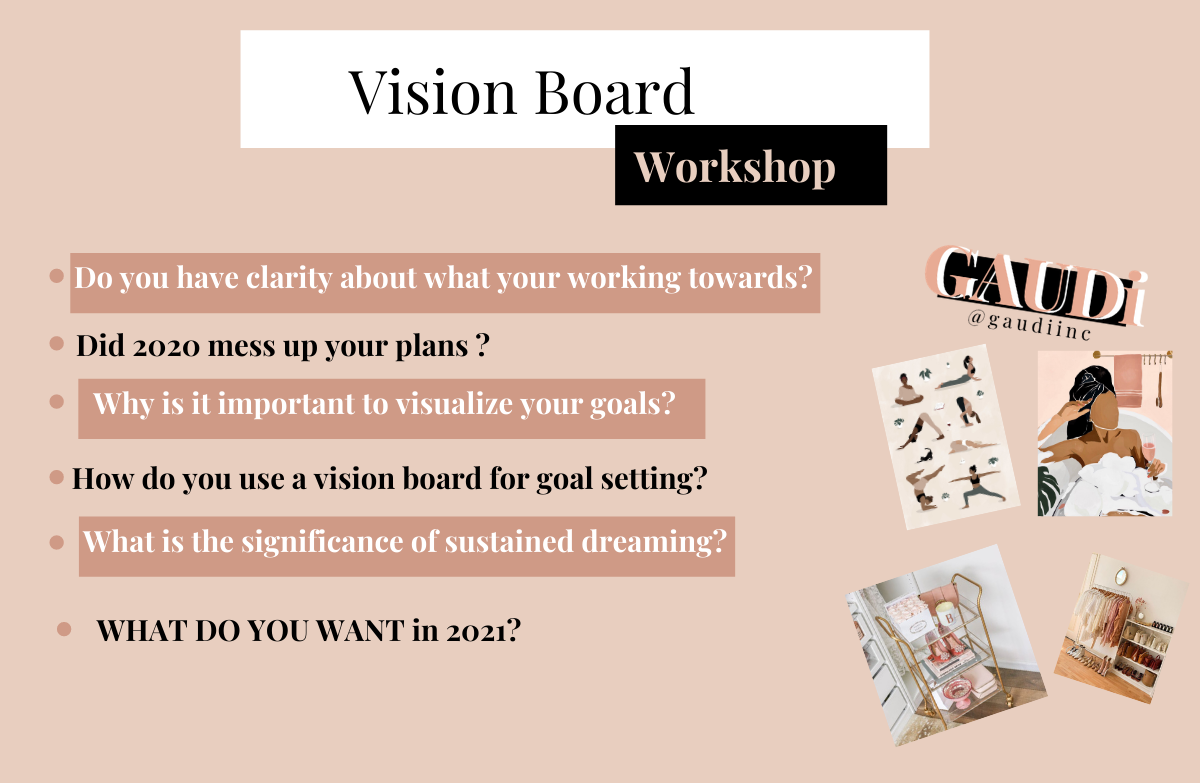 Vision Board
Workshop
Do you have clarity about what your working towards?
Did 2020 mess up your plans ?
Why is it important to visualize your goals?
How do you use a vision board for goal setting?
What is the significance of sustained dreaming?
WHAT DO YOU WANT in 2021?
GAUDi
@gaudiinc